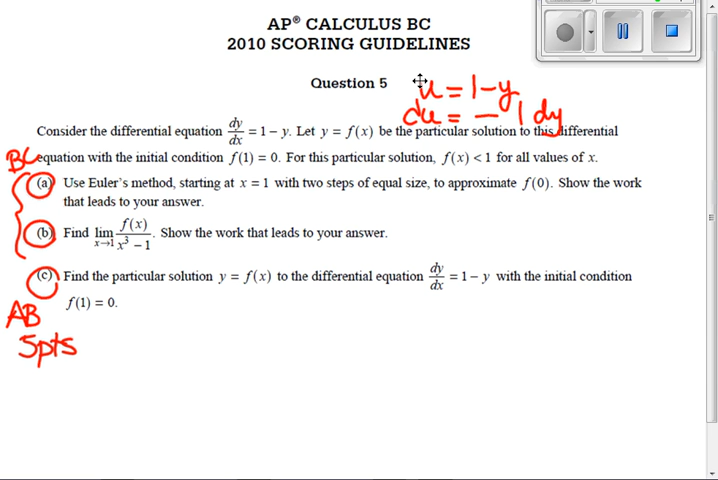 AP® CALCULUS BC
2010 SCORING GUIDELINES
Question 5
u = 1 - y
du = - 1 dy
Consider the differential equation dy/dx = 1 − y. Let y = f(x) be the particular solution to this differential
BC equation with the initial condition f(1) = 0. For this particular solution, f(x) < 1 for all values of x.
(a) Use Euler's method, starting at x = 1 with two steps of equal size, to approximate f(0). Show the work
that leads to your answer.
(b) Find lim x→1 f(x)/(x³ − 1). Show the work that leads to your answer.
(c) Find the particular solution y = f(x) to the differential equation dy/dx = 1 − y with the initial condition
f(1) = 0.
AB
5pts